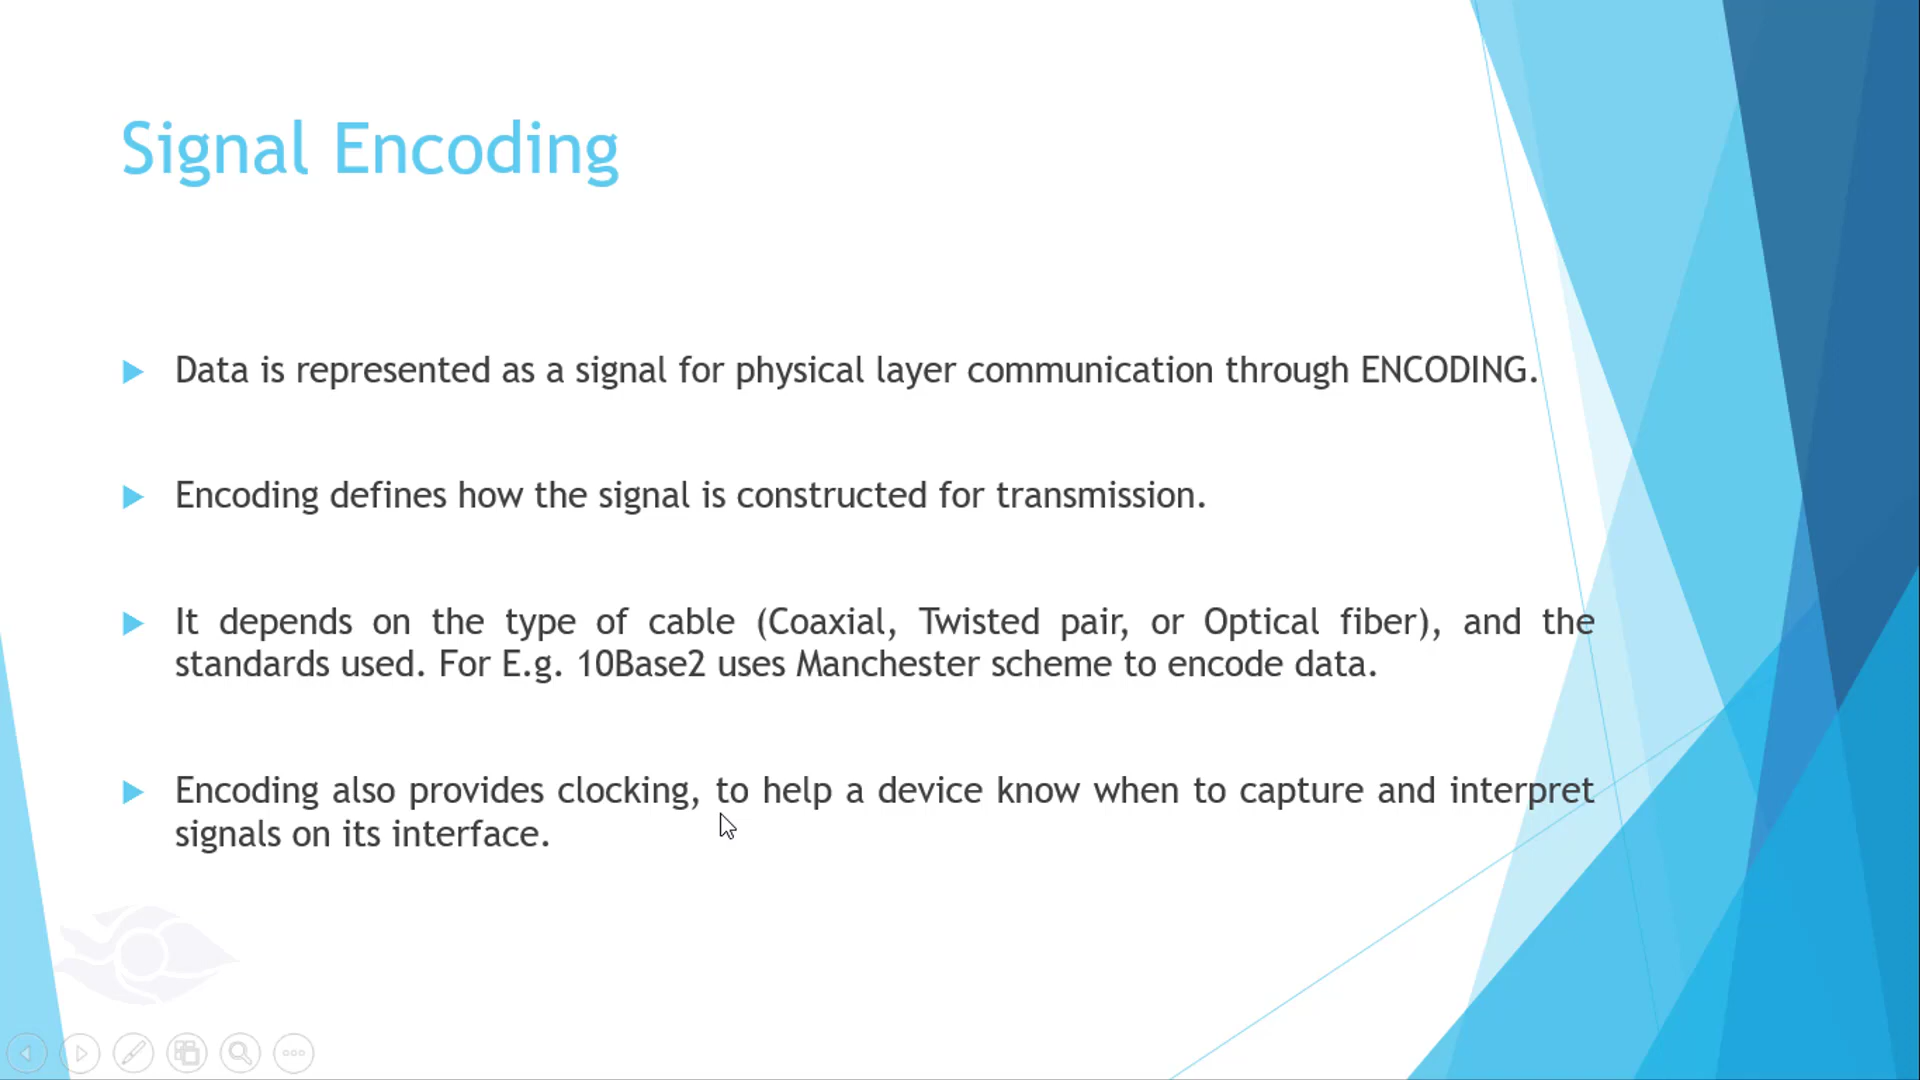 Signal Encoding
Data is represented as a signal for physical layer communication through ENCODING.
Encoding defines how the signal is constructed for transmission.
It depends on the type of cable (Coaxial, Twisted pair, or Optical fiber), and the
standards used. For E.g. 10Base2 uses Manchester scheme to encode data.
Encoding also provides clocking, to help a device know when to capture and interpret
signals on its interface.